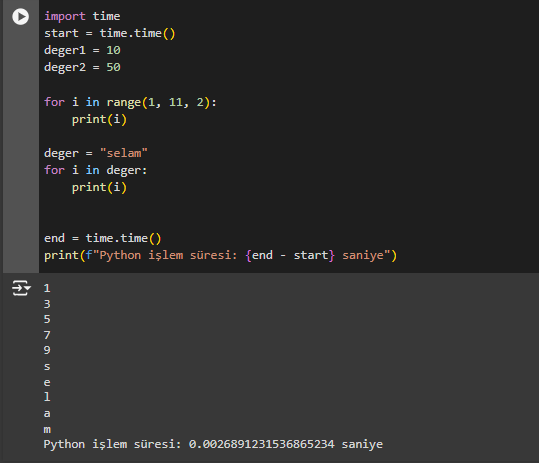 import time
start = time.time()
deger1 = 10
deger2 = 50
for i in range(1, 11, 2):
    print(i)
deger = "selam"
for i in deger:
    print(i)
end = time.time()
print(f"Python işlem süresi: {end - start} saniye")
1
3
5
7
9
s
e
l
a
m
Python işlem süresi: 0.0026891231536865234 saniye